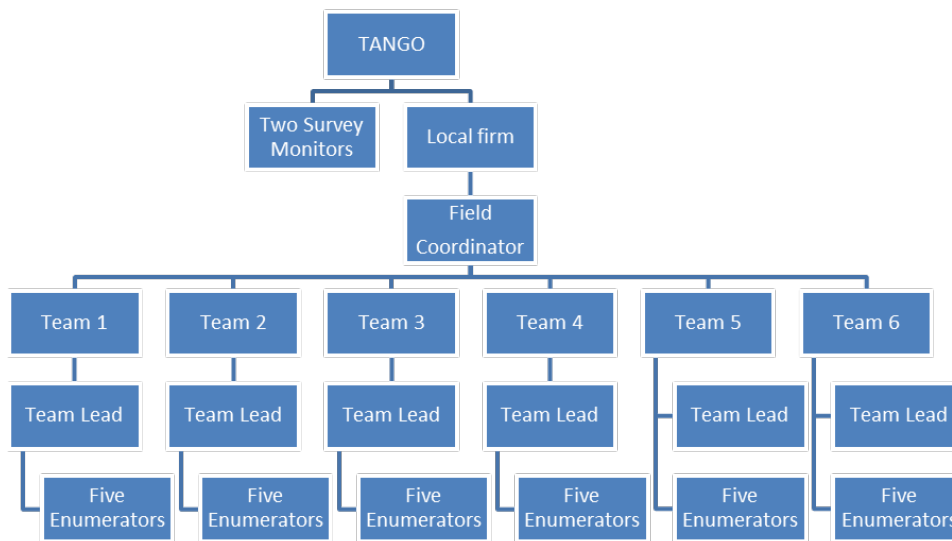 TANGO
Two Survey
Monitors
Local firm
Field
Coordinator
Team 1
Team 2
Team 3
Team 4
Team 5
Team 6
Team Lead
Team Lead
Team Lead
Team Lead
Team Lead
Team Lead
Five
Enumerators
Five
Enumerators
Five
Enumerators
Five
Enumerators
Five
Enumerators
Five
Enumerators